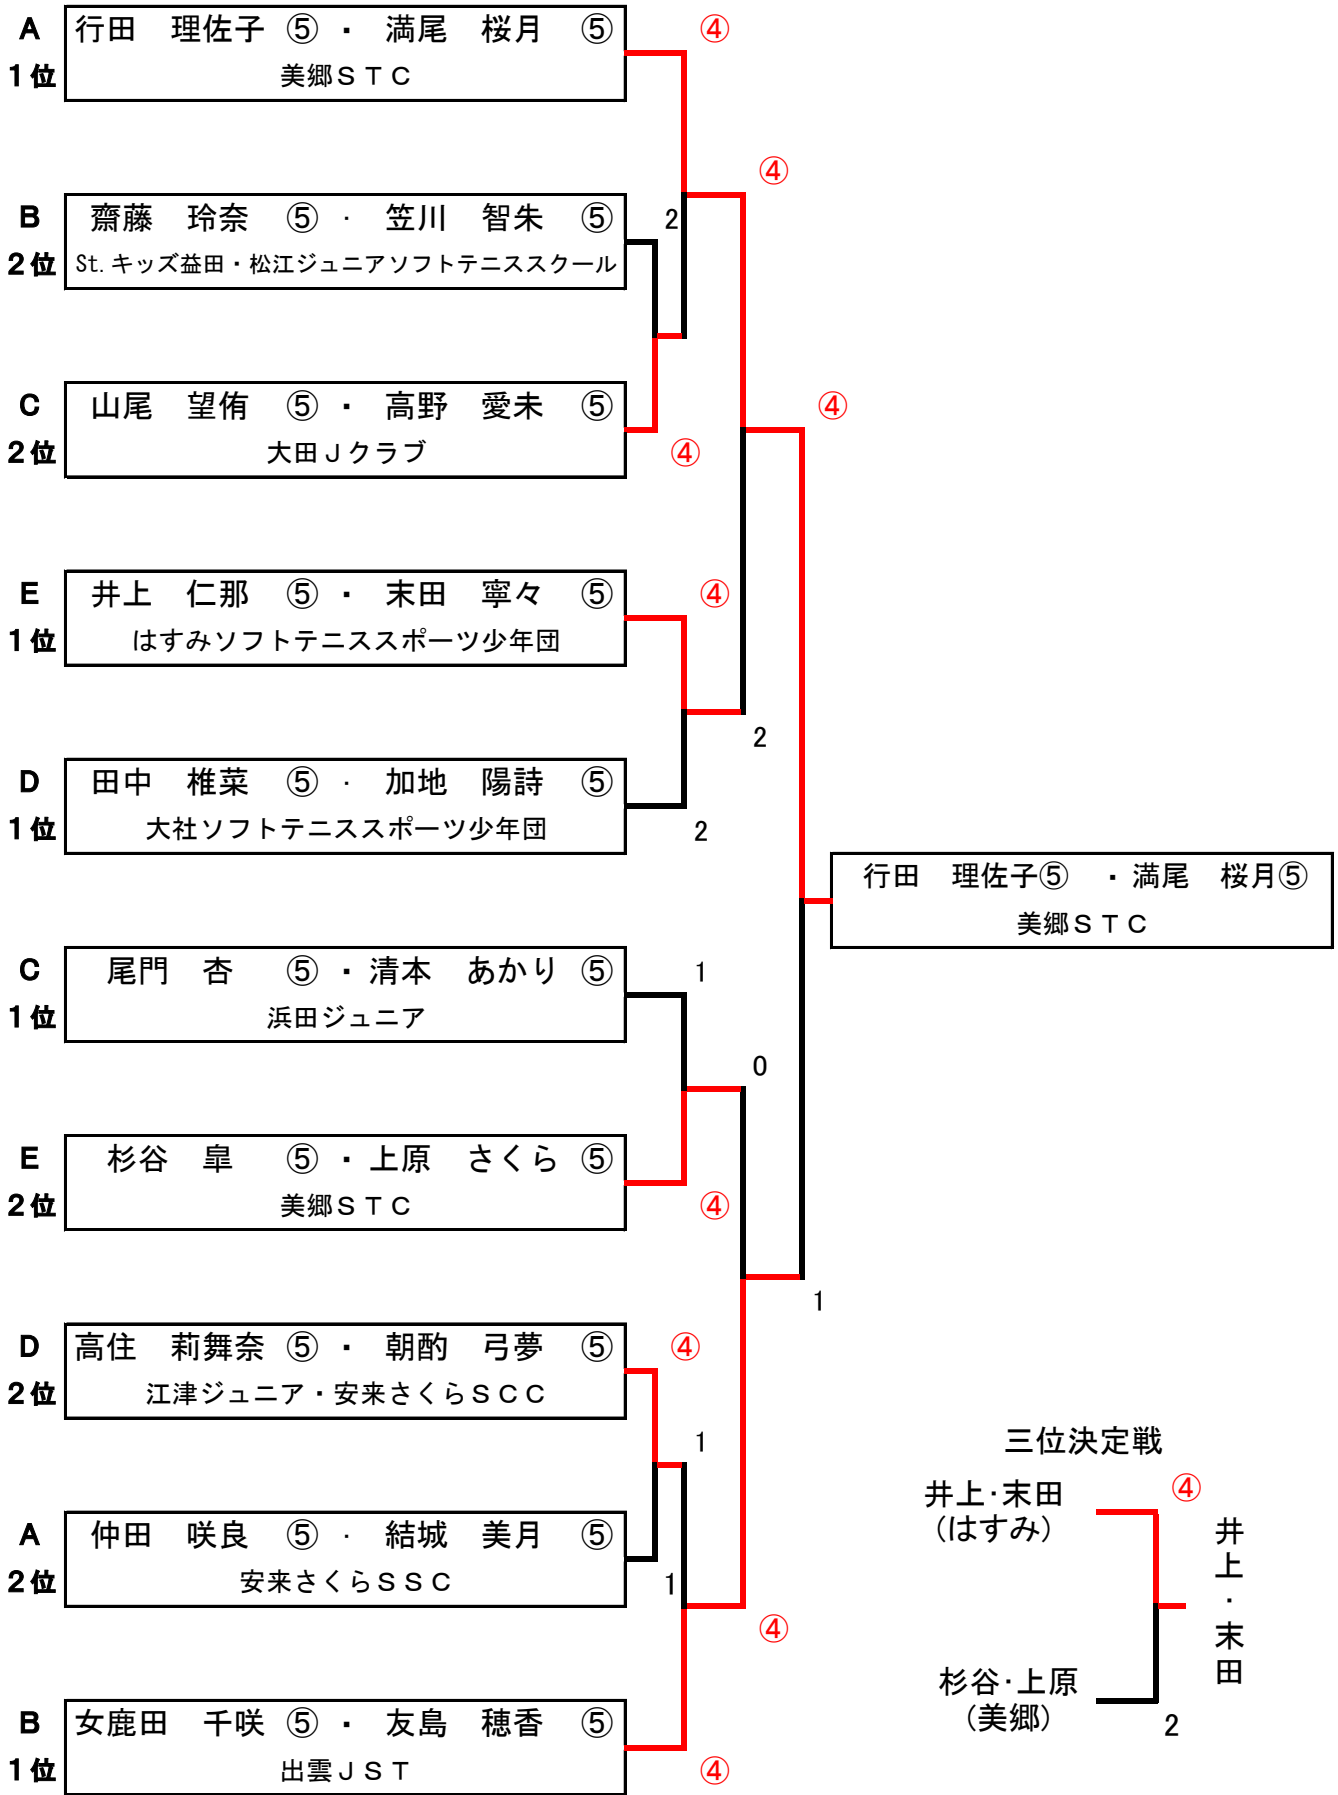 A
1位
行田　理佐子 ⑤ ・ 満尾　桜月 ⑤
美郷ＳＴＣ
④
④
B
2位
齋藤　玲奈 ⑤ ・ 笠川　智朱 ⑤
St.キッズ益田・松江ジュニアソフトテニススクール
2
C
2位
山尾　望侑 ⑤ ・ 高野　愛未 ⑤
大田Ｊクラブ
④
④
E
1位
井上　仁那 ⑤ ・ 末田　寧々 ⑤
はすみソフトテニススポーツ少年団
④
2
D
1位
田中　椎菜 ⑤ ・ 加地　陽詩 ⑤
大社ソフトテニススポーツ少年団
2
行田　理佐子⑤ ・満尾　桜月⑤
美郷ＳＴＣ
C
1位
尾門　杏 ⑤ ・清本　あかり ⑤
浜田ジュニア
1
0
E
2位
杉谷　皐 ⑤ ・上原　さくら ⑤
美郷ＳＴＣ
④
1
D
2位
高住　莉舞奈 ⑤ ・ 朝酌　弓夢 ⑤
江津ジュニア・安来さくらＳＣＣ
④
1
A
2位
仲田　咲良 ⑤ ・ 結城　美月 ⑤
安来さくらＳＳＣ
1
④
B
1位
女鹿田　千咲 ⑤ ・ 友島　穂香 ⑤
出雲ＪＳＴ
④
三位決定戦
井上・末田
(はすみ)
④
井上・末田
杉谷・上原
(美郷)
2